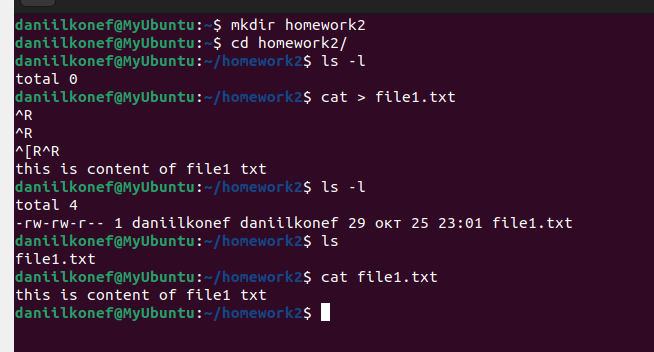 daniilkonef@MyUbuntu:~$ mkdir homework2
daniilkonef@MyUbuntu:~$ cd homework2/
daniilkonef@MyUbuntu:~/homework2$ ls -l
total 0
daniilkonef@MyUbuntu:~/homework2$ cat > file1.txt
^R
^R
^[R^R
this is content of file1 txt
daniilkonef@MyUbuntu:~/homework2$ ls -l
total 4
-rw-rw-r-- 1 daniilkonef daniilkonef 29 окт 25 23:01 file1.txt
daniilkonef@MyUbuntu:~/homework2$ ls
file1.txt
daniilkonef@MyUbuntu:~/homework2$ cat file1.txt
this is content of file1 txt
daniilkonef@MyUbuntu:~/homework2$